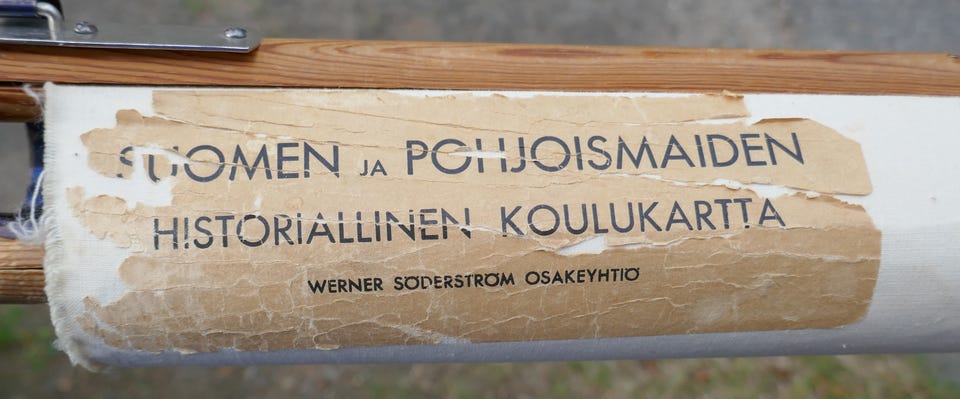 SUOMEN JA POHJOISMAIDEN
HISTORIALLINEN KOULUKARTTA
WERNER SÖDERSTRÖM OSAKEYHTIÖ